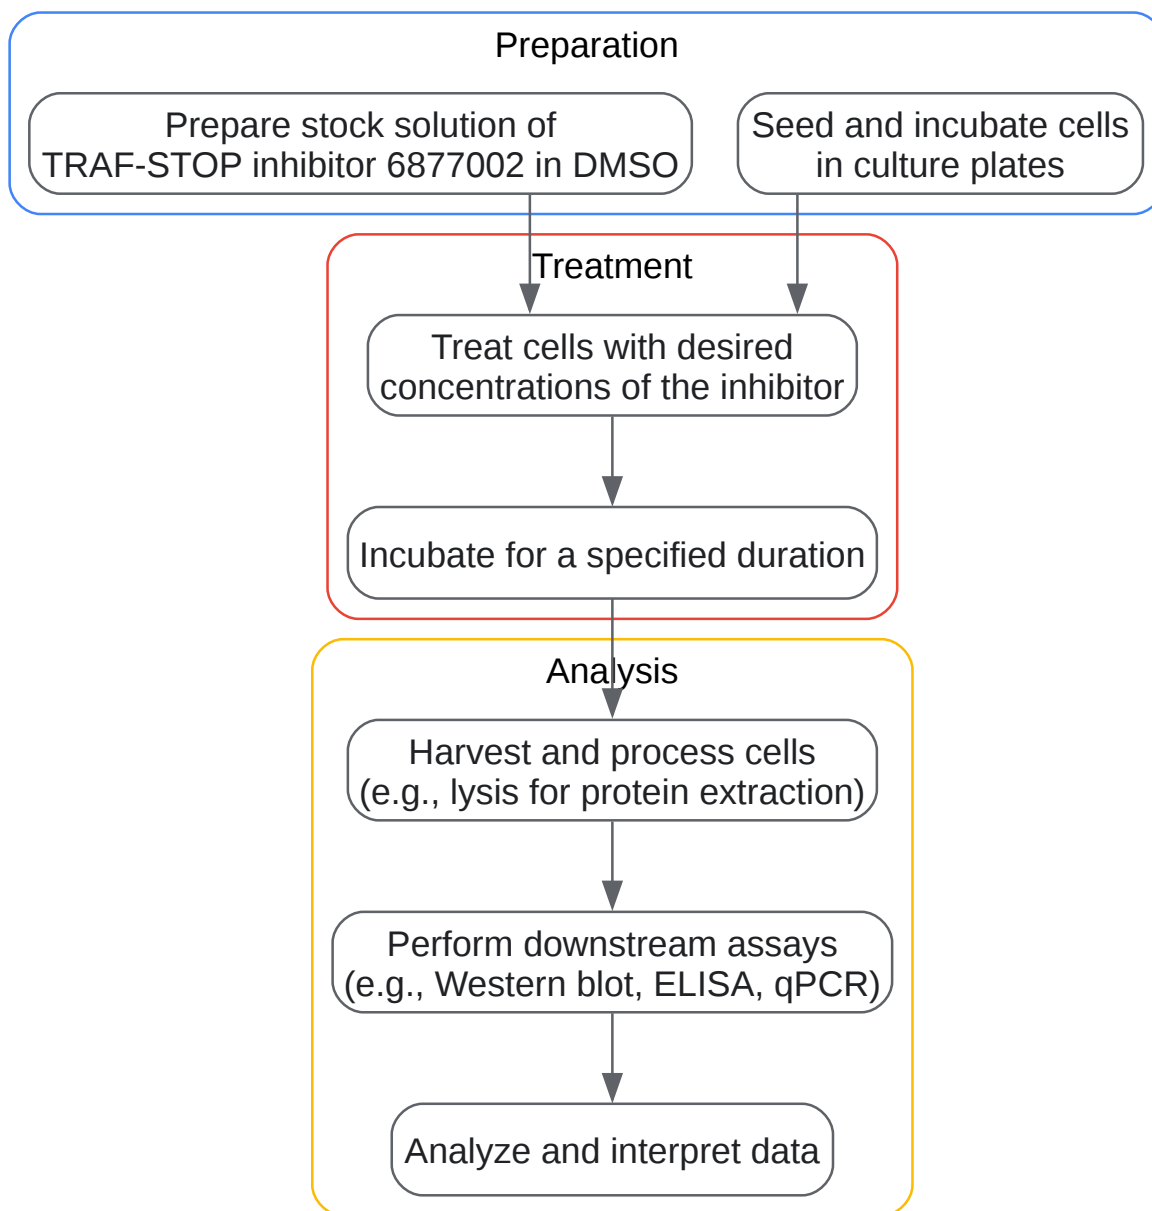 Preparation
Prepare stock solution of
TRAF-STOP inhibitor 6877002 in DMSO
Seed and incubate cells
in culture plates
Treatment
Treat cells with desired
concentrations of the inhibitor
Incubate for a specified duration
Analysis
Harvest and process cells
(e.g., lysis for protein extraction)
Perform downstream assays
(e.g., Western blot, ELISA, qPCR)
Analyze and interpret data